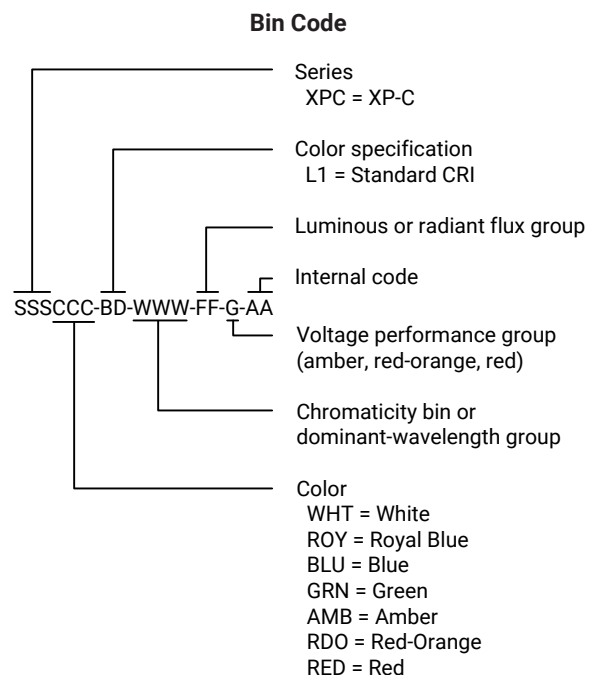 Bin Code
Series
XPC = XP-C
Color specification
L1 = Standard CRI
Luminous or radiant flux group
Internal code
SSSCCC-BD-WWW-FF-G-AA
Voltage performance group
(amber, red-orange, red)
Chromaticity bin or
dominant-wavelength group
Color
WHT = White
ROY = Royal Blue
BLU = Blue
GRN = Green
AMB = Amber
RDO = Red-Orange
RED = Red